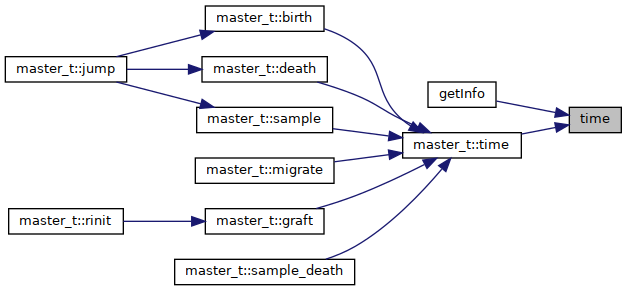 master_t::birth
master_t::jump
master_t::death
getInfo
time
master_t::sample
master_t::time
master_t::migrate
master_t::rinit
master_t::graft
master_t::sample_death